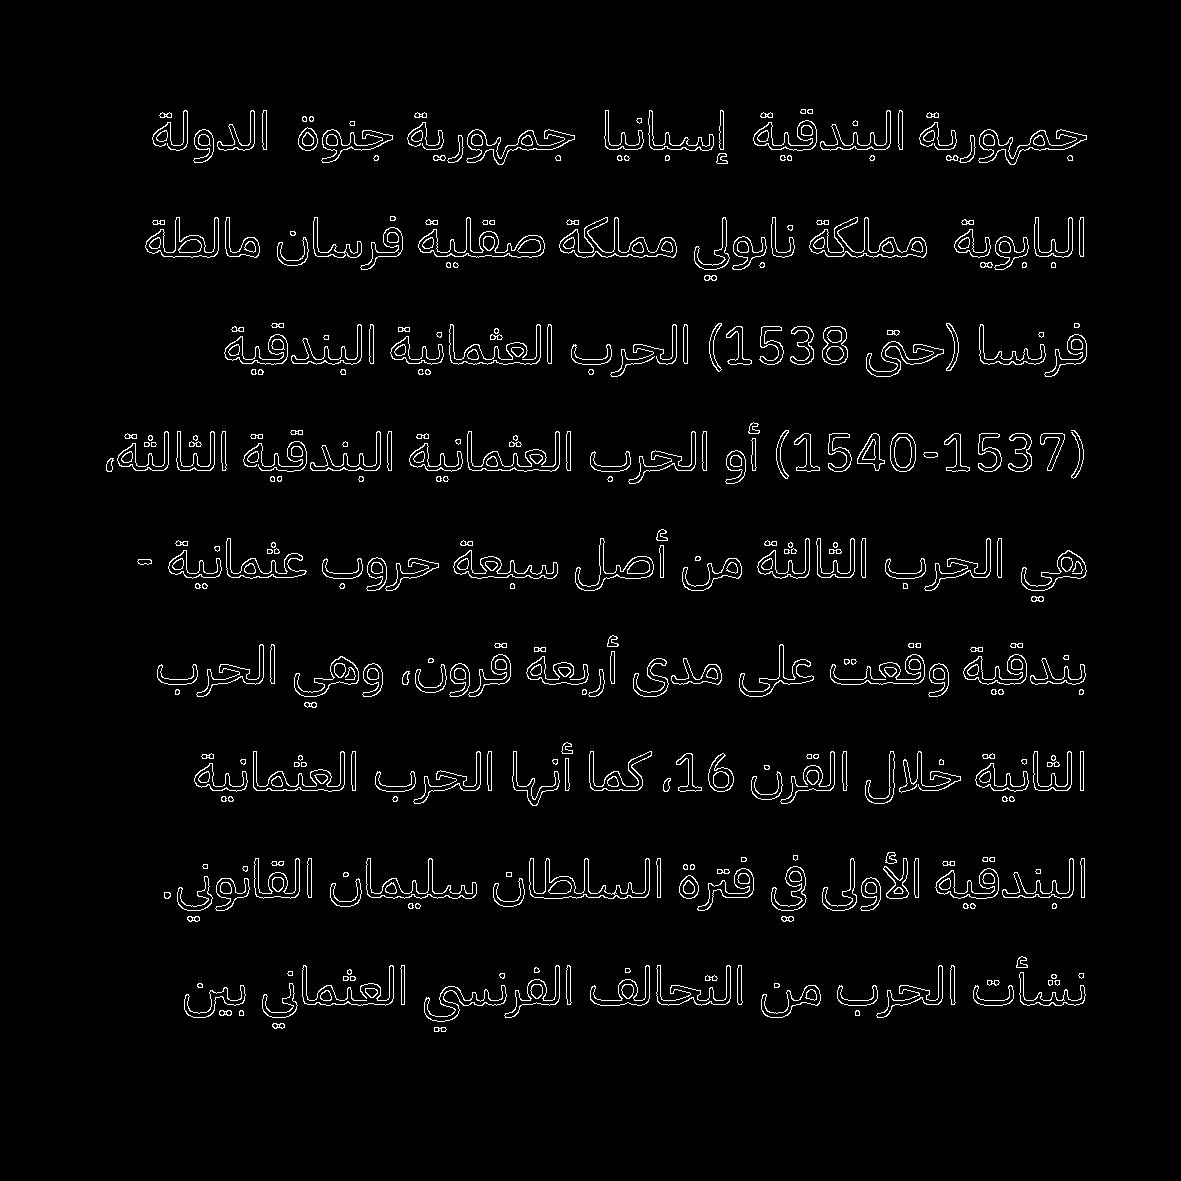 جمهورية البندقية  إسبانيا  جمهورية جنوة  الدولة
البابوية  مملكة نابولي مملكة صقلية فرسان مالطة
فرنسا (حتى 1538) الحرب العثمانية البندقية
(1537-1540) أو الحرب العثمانية البندقية الثالثة،
هي الحرب الثالثة من أصل سبعة حروب عثمانية -
بندقية وقعت على مدى أربعة قرون، وهي الحرب
الثانية خلال القرن 16، كما أنها الحرب العثمانية
البندقية الأولى في فترة السلطان سليمان القانوني.
نشأت الحرب من التحالف الفرنسي العثماني بين